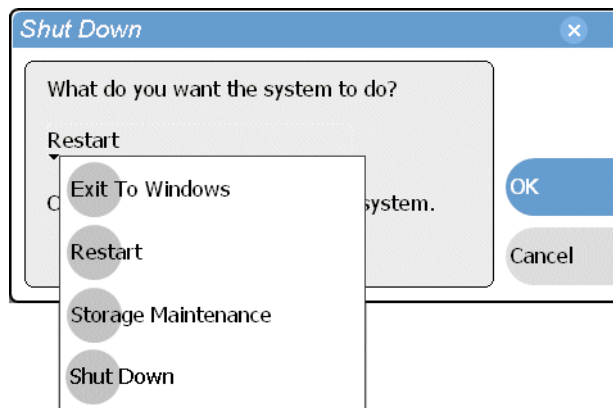 Shut Down
What do you want the system to do?
Restart
Exit To Windows
system.
Restart
Storage Maintenance
Shut Down
OK
Cancel